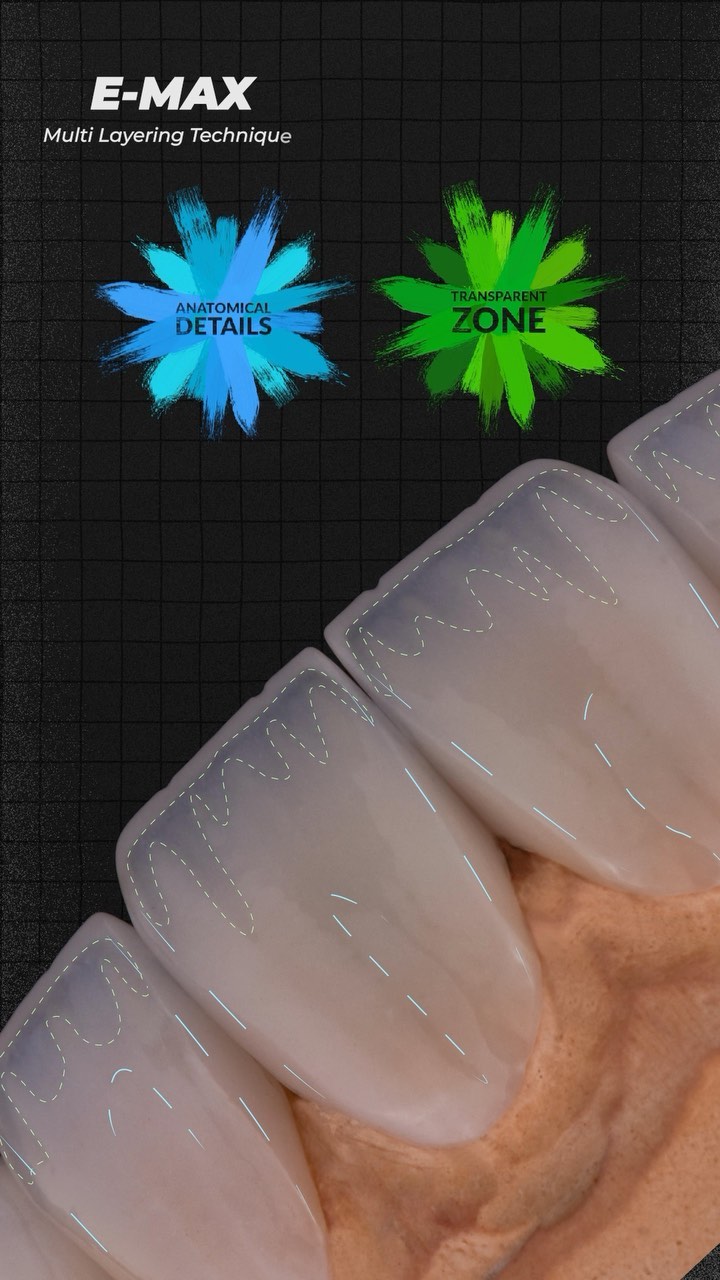 E-MAX
Multi Layering Technique
ANATOMICAL
DETAILS
TRANSPARENT
ZONE